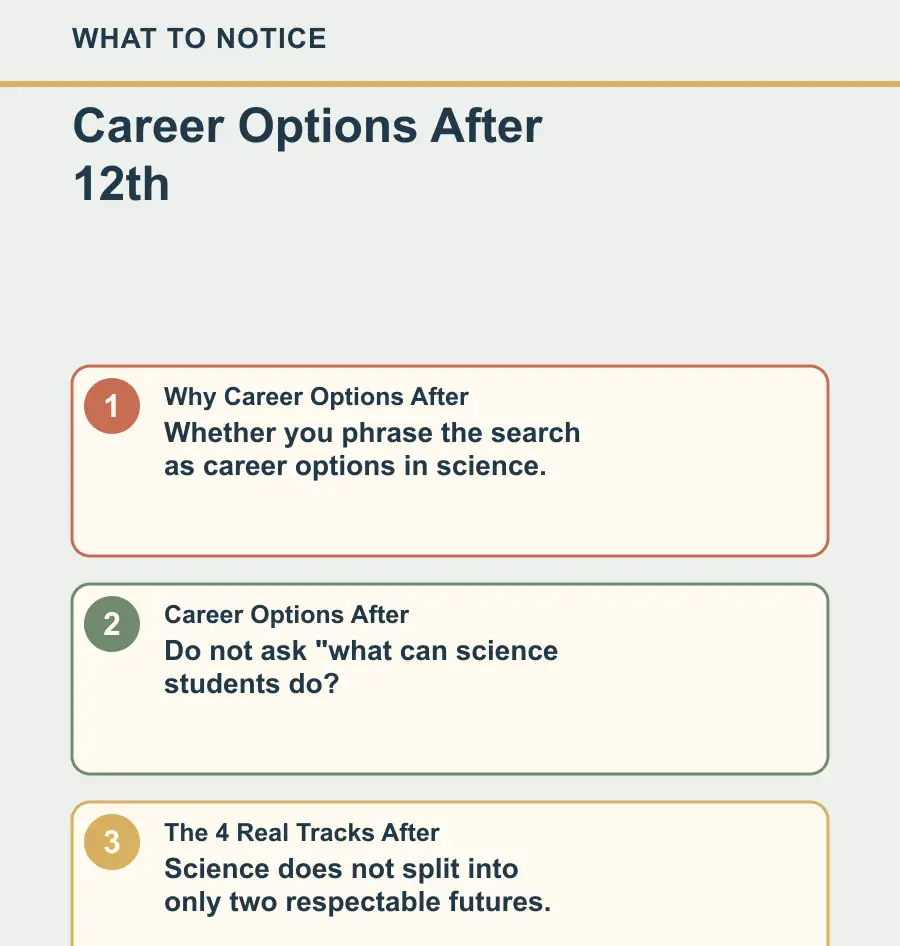 WHAT TO NOTICE
Career Options After
12th
1
Why Career Options After
Whether you phrase the search
as career options in science.
2
Career Options After
Do not ask "what can science
students do?
3
The 4 Real Tracks After
Science does not split into
only two respectable futures.